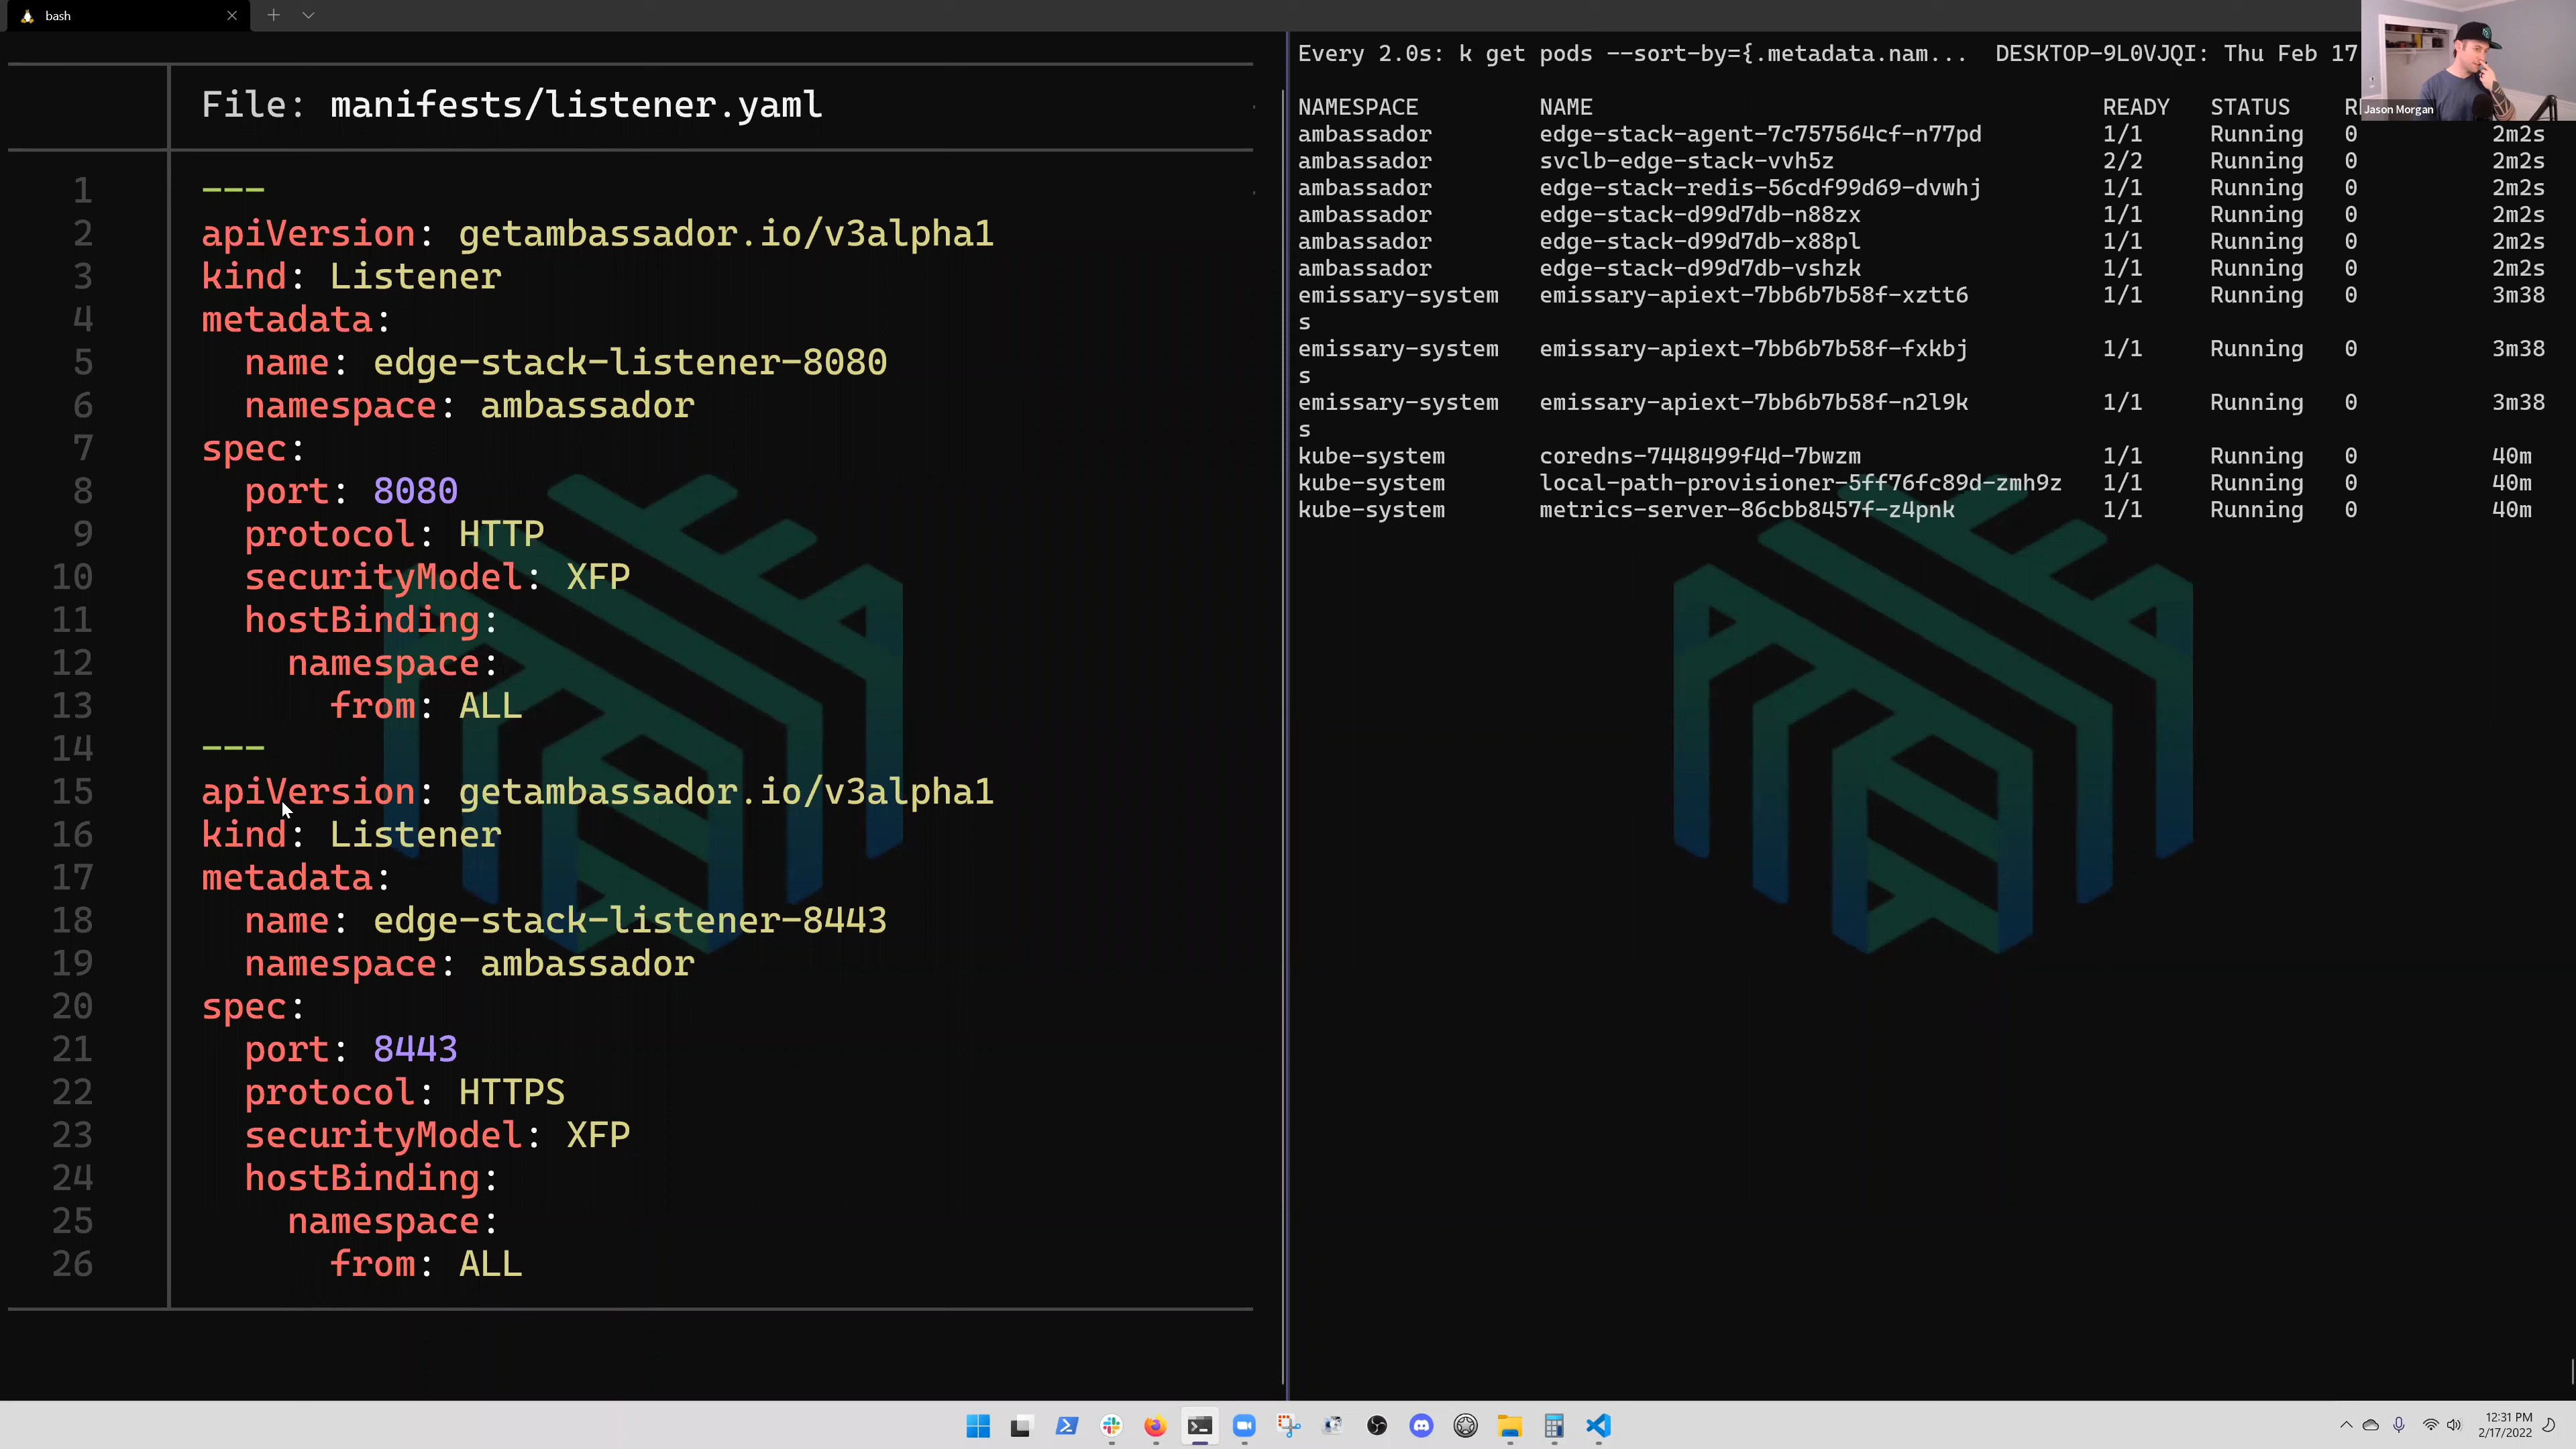 bash
File: manifests/listener.yaml
1 ---
2 apiVersion: getambassador.io/v3alpha1
3 kind: Listener
4 metadata:
5 name: edge-stack-listener-8080
6 namespace: ambassador
7 spec:
8 port: 8080
9 protocol: HTTP
10 securityModel: XFP
11 hostBinding:
12 namespace:
13 from: ALL
14 ---
15 apiVersion: getambassador.io/v3alpha1
16 kind: Listener
17 metadata:
18 name: edge-stack-listener-8443
19 namespace: ambassador
20 spec:
21 port: 8443
22 protocol: HTTPS
23 securityModel: XFP
24 hostBinding:
25 namespace:
26 from: ALL
Every 2.0s: k get pods --sort-by={.metadata.nam... DESKTOP-9L0VJQI: Thu Feb 17
NAMESPACE NAME READY STATUS
ambassador edge-stack-agent-7c757564cf-n77pd 1/1 Running 0 2m2s
ambassador svclb-edge-stack-vvh5z 2/2 Running 0 2m2s
ambassador edge-stack-redis-56cdf99d69-dvwhj 1/1 Running 0 2m2s
ambassador edge-stack-d99d7db-n88zx 1/1 Running 0 2m2s
ambassador edge-stack-d99d7db-x88pl 1/1 Running 0 2m2s
ambassador edge-stack-d99d7db-vshzk 1/1 Running 0 2m2s
emissary-system emissary-apiext-7bb6b7b58f-xztt6 1/1 Running 0 3m38
s
emissary-system emissary-apiext-7bb6b7b58f-fxkbj 1/1 Running 0 3m38
s
emissary-system emissary-apiext-7bb6b7b58f-n2l9k 1/1 Running 0 3m38
s
kube-system coredns-7448499f4d-7bwzm 1/1 Running 0 40m
kube-system local-path-provisioner-5ff76fc89d-zmh9z 1/1 Running 0 40m
kube-system metrics-server-86cbb8457f-z4pnk 1/1 Running 0 40m
Jason Morgan
12:31 PM
2/17/2022